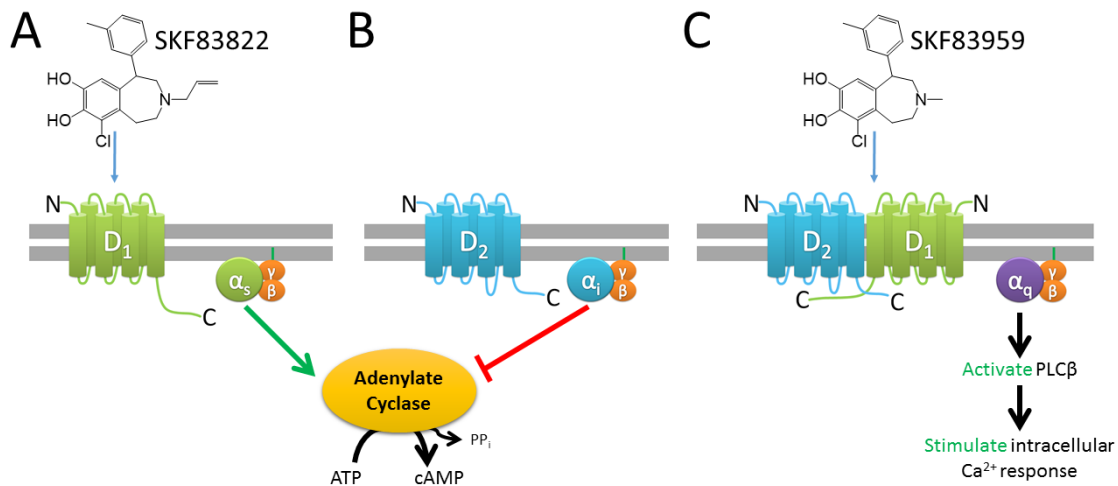 A
SKF83822
HO
HO
N
Cl
N
D1
αs
γ
β
C
B
N
D2
C
αi
γ
β
Adenylate
Cyclase
ATP
cAMP
PPi
C
SKF83959
HO
HO
N
Cl
N
D2
D1
N
C
C
αq
γ
β
Activate PLCβ
Stimulate intracellular
Ca²⁺ response